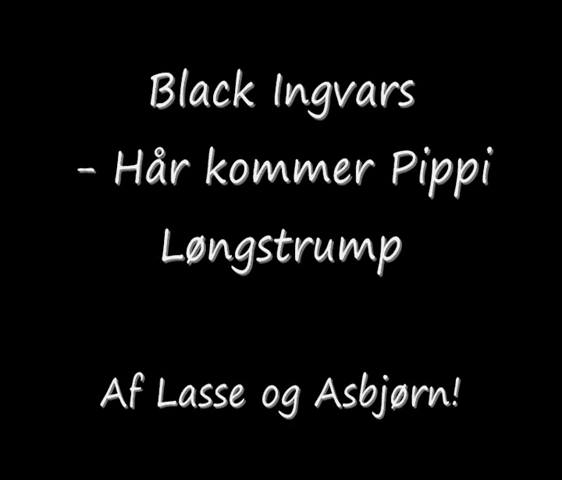 Black Ingvars
- Hår kommer Pippi
Løngstrump
Af Lasse og Asbjørn!